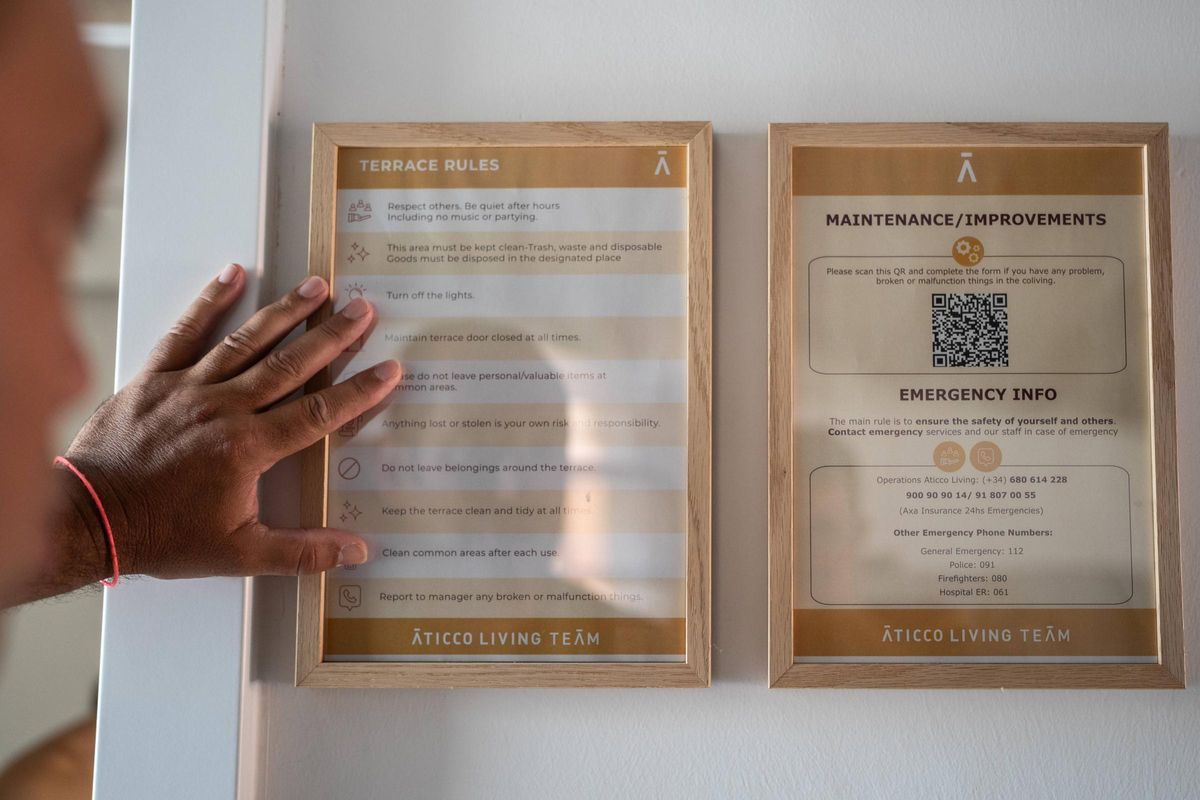 TERRACE RULES
Ā
Respect others. Be quiet after hours
Including no music or partying.
This area must be kept clean-Trash, waste and disposable
Goods must be disposed in the designated place
Turn off the lights.
Maintain terrace door closed at all times.
do not leave personal/valuable items at
areas.
Anything lost or stolen is your own risk and responsibility.
Do not leave belongings around the terrace.
Keep the terrace clean and tidy at all times.
Clean common areas after each use.
Report to manager any broken or malfunction things.
ĀTICCO LIVING TEĀM
Ā
MAINTENANCE/IMPROVEMENTS
Please scan this QR and complete the form if you have any problem,
broken or malfunction things in the coliving.
EMERGENCY INFO
The main rule is to ensure the safety of yourself and others.
Contact emergency services and our staff in case of emergency
Operations Aticco Living: (+34) 680 614 228
900 90 90 14/ 91 807 00 55
(Axa Insurance 24hs Emergencies)
Other Emergency Phone Numbers:
General Emergency: 112
Police: 091
Firefighters: 080
Hospital ER: 061
ĀTICCO LIVING TEĀM